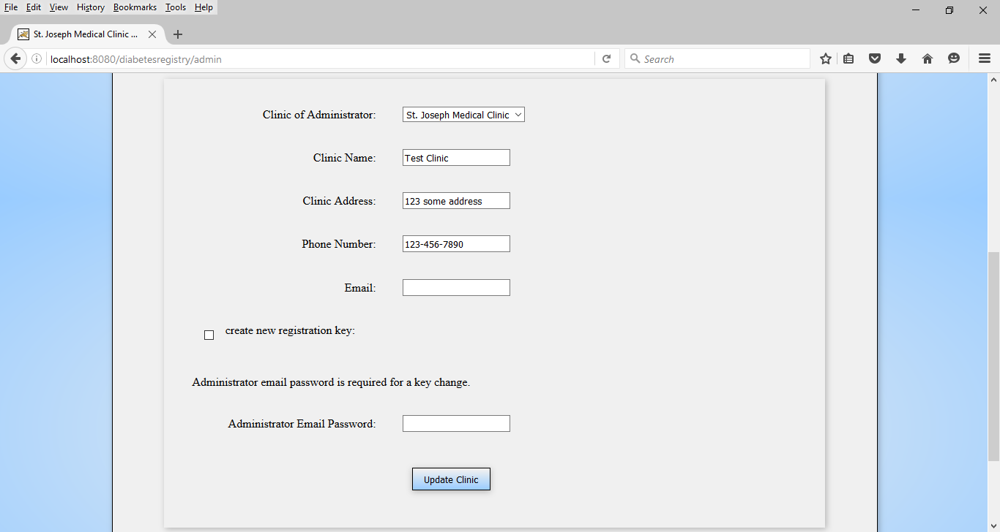 File Edit View History Bookmarks Tools Help
St. Joseph Medical Clinic ...
localhost:8080/diabetesregistry/admin
Search
Clinic of Administrator: St. Joseph Medical Clinic
Clinic Name: Test Clinic
Clinic Address: 123 some address
Phone Number: 123-456-7890
Email:
create new registration key:
Administrator email password is required for a key change.
Administrator Email Password:
Update Clinic